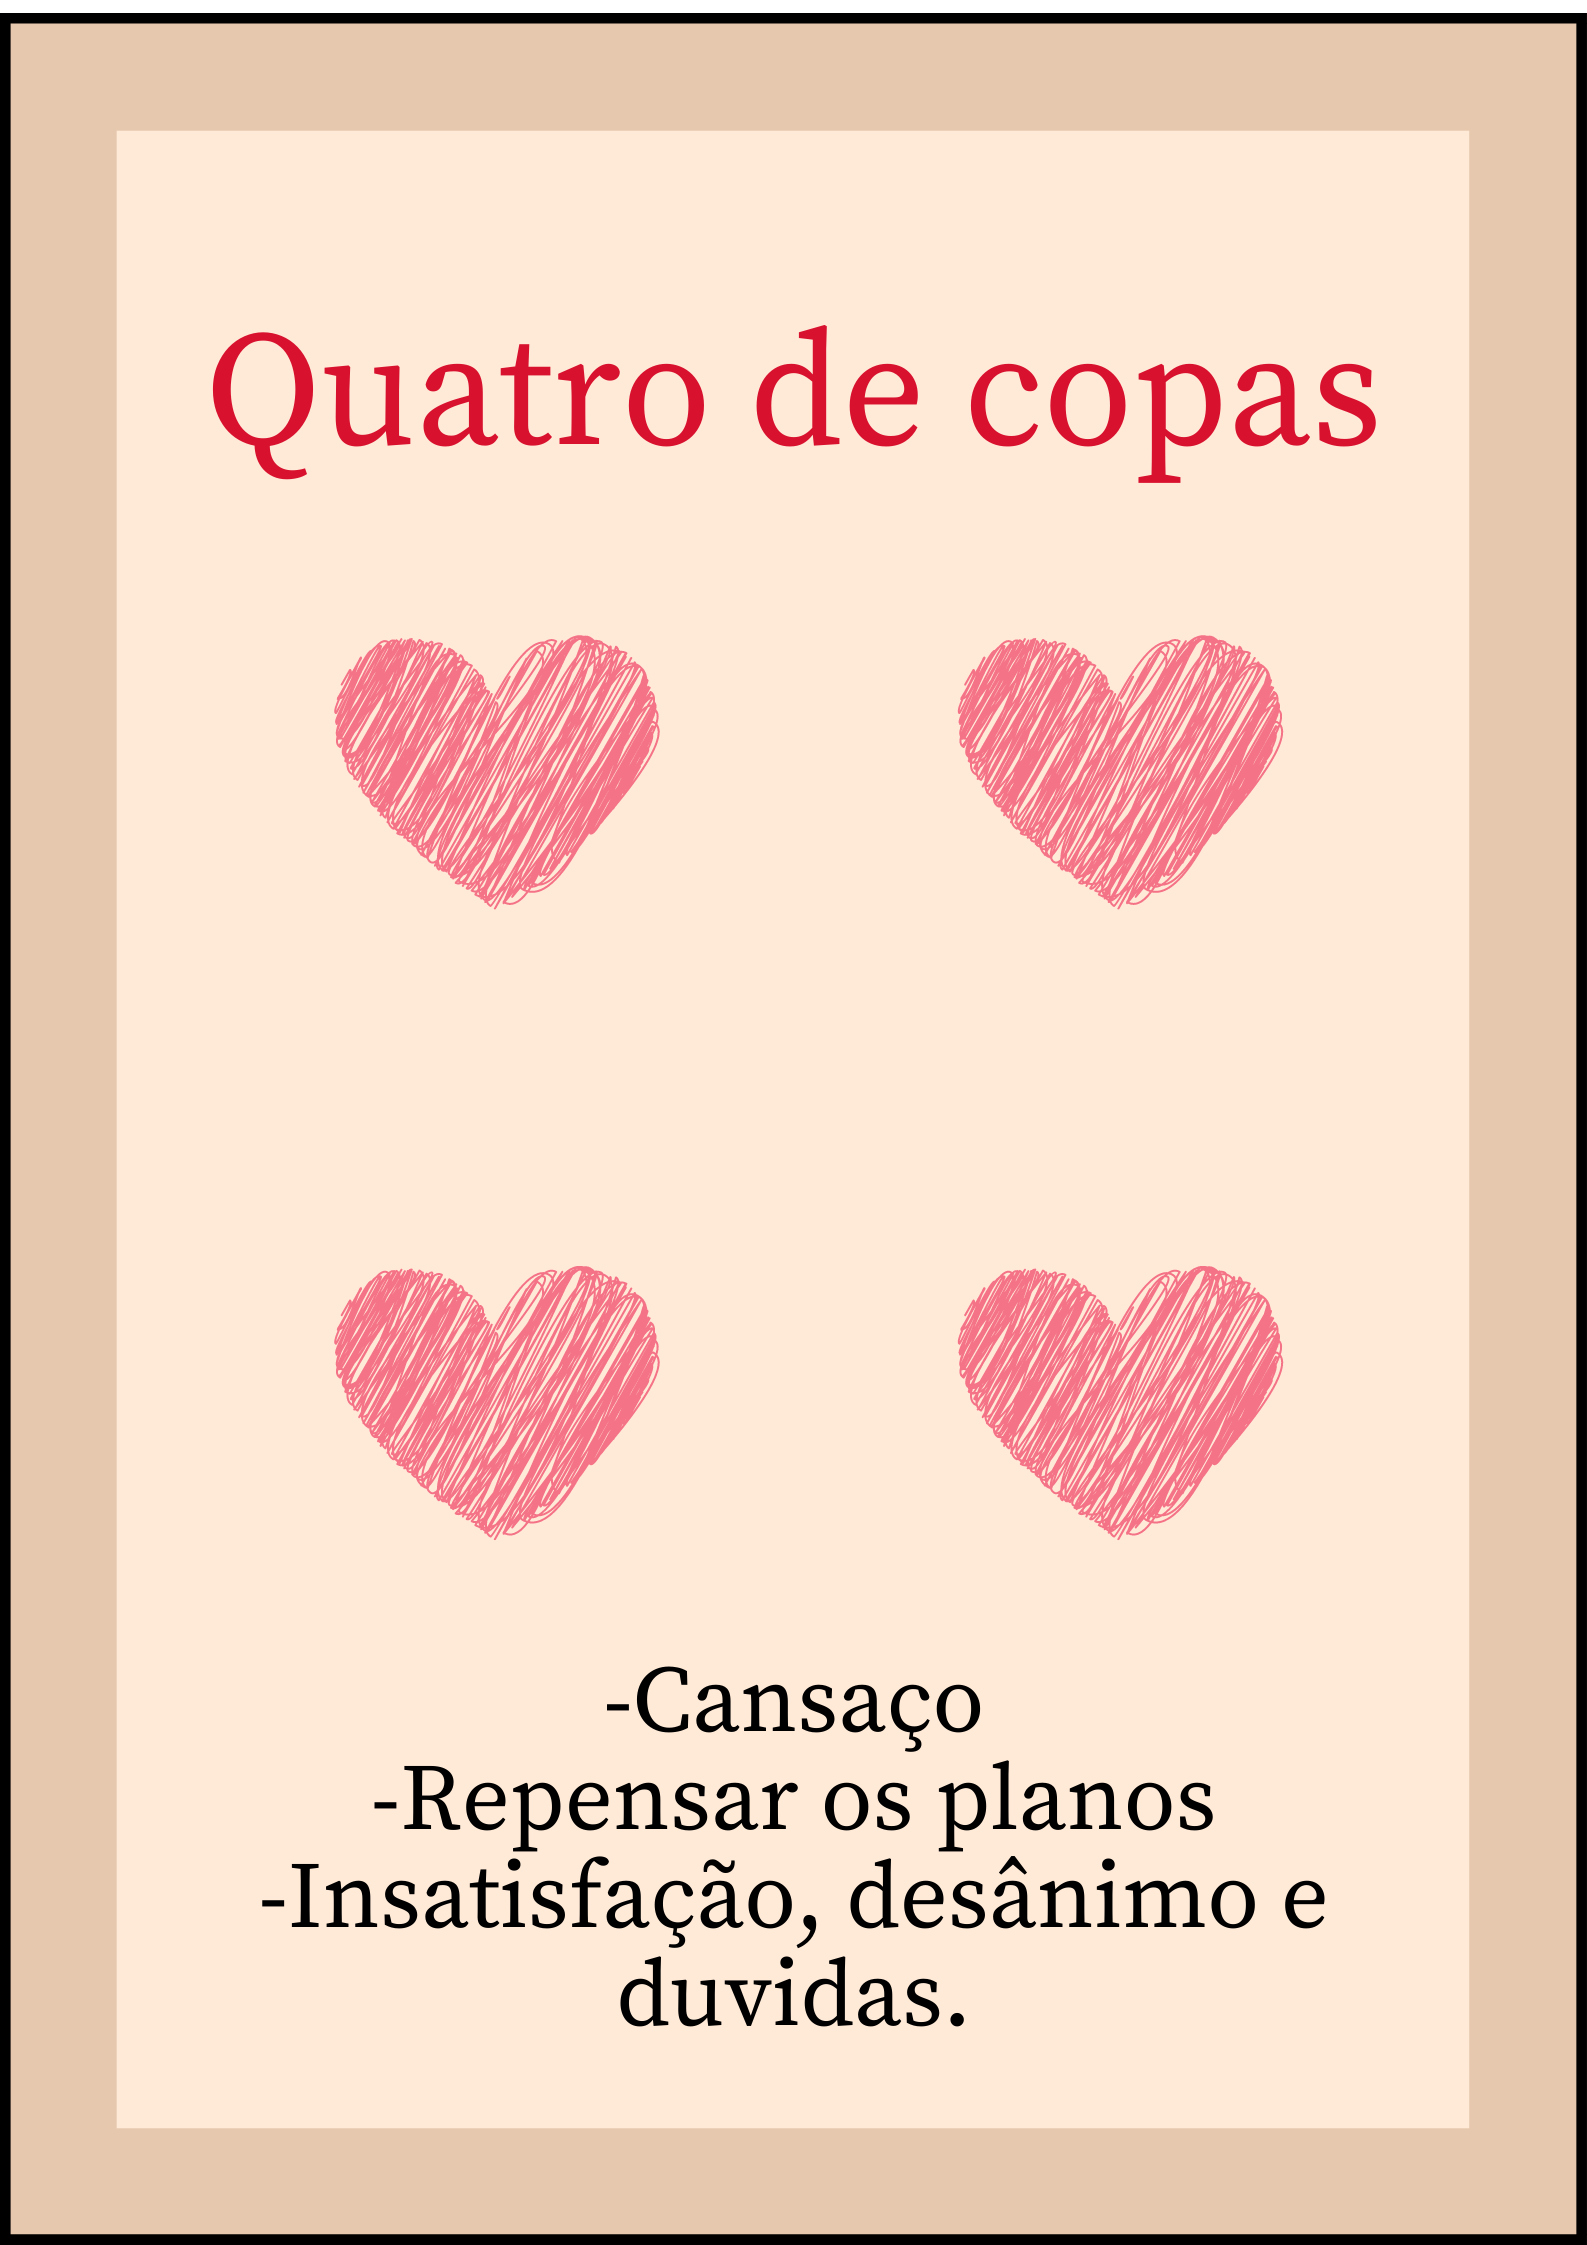 Quatro de copas
-Cansaço
-Repensar os planos
-Insatisfação, desânimo e
duvidas.